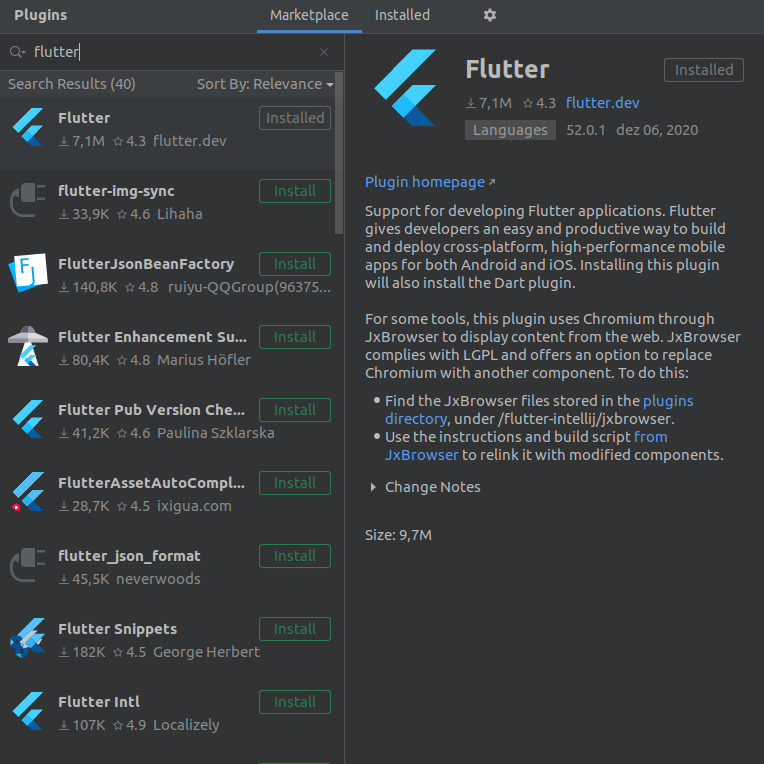 Plugins
Marketplace
Installed
flutter
Search Results (40)
Sort By: Relevance
Flutter
Installed
7,1M 4.3 flutter.dev
flutter-img-sync
Install
33,9K 4.6 Lihaha
FlutterJsonBeanFactory
Install
140,8K 4.8 ruiyu-QQGroup(96375...
Flutter Enhancement Su...
Install
80,4K 4.8 Marius Höfler
Flutter Pub Version Che...
Install
41,2K 4.6 Paulina Szklarska
FlutterAssetAutoCompl...
Install
28,7K 4.5 ixigua.com
flutter_json_format
Install
45,5K neverwoods
Flutter Snippets
Install
182K 4.5 George Herbert
Flutter Intl
Install
107K 4.9 Localizely
Flutter
Installed
7,1M 4.3 flutter.dev
Languages 52.0.1 dez 06, 2020
Plugin homepage
Support for developing Flutter applications. Flutter
gives developers an easy and productive way to build
and deploy cross-platform, high-performance mobile
apps for both Android and iOS. Installing this plugin
will also install the Dart plugin.
For some tools, this plugin uses Chromium through
JxBrowser to display content from the web. JxBrowser
complies with LGPL and offers an option to replace
Chromium with another component. To do this:
• Find the JxBrowser files stored in the plugins
directory, under /flutter-intellij/jxbrowser.
• Use the instructions and build script from
JxBrowser to relink it with modified components.
Change Notes
Size: 9,7M